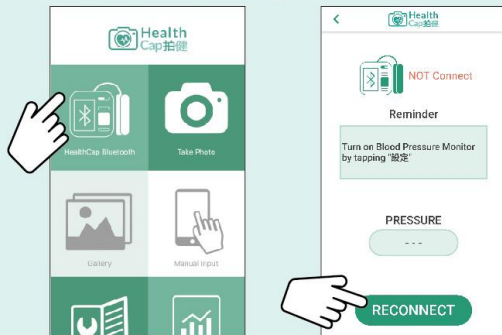 Health
Cap拍健
HealthCap Bluetooth
Take Photo
Gallery
Manual Input
Health
Cap拍健
NOT Connect
Reminder
Turn on Blood Pressure Monitor
by tapping "設定"
PRESSURE
- - -
RECONNECT